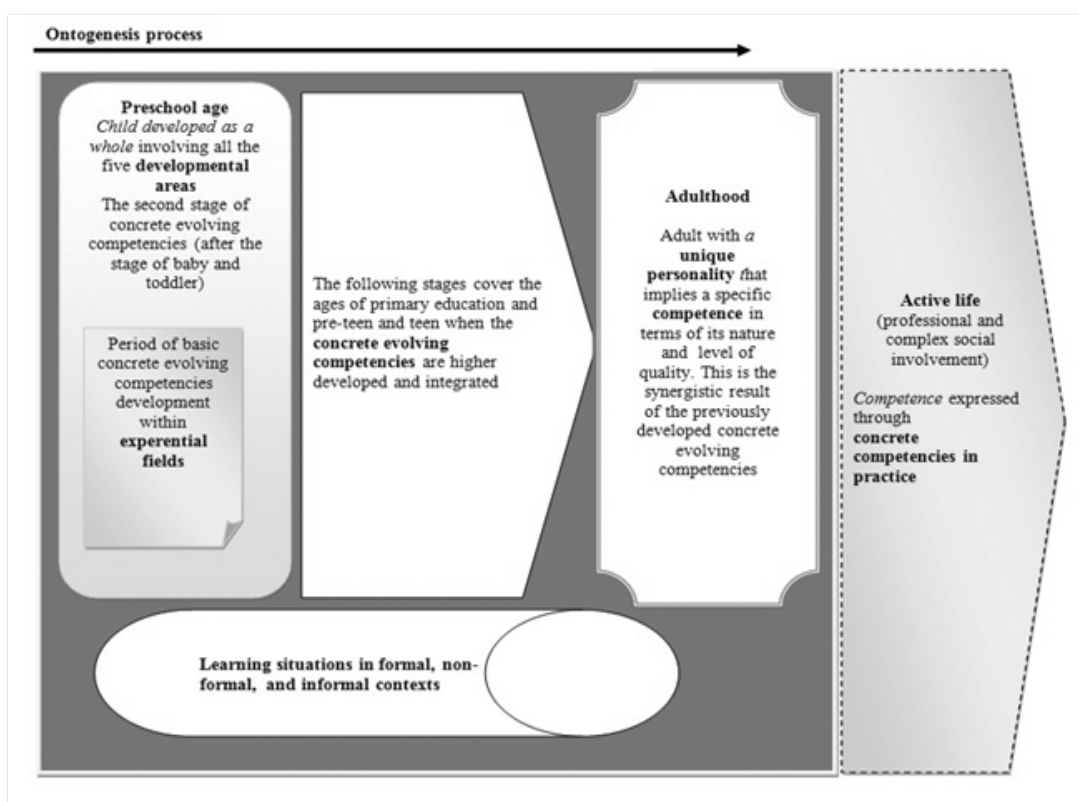 Ontogenesis process
Preschool age
Child developed as a
whole involving all the
five developmental
areas
The second stage of
concrete evolving
competencies (after the
stage of baby and
toddler)
Period of basic
concrete evolving
competencies
development
within
experential
fields
The following stages cover the
ages of primary education and
pre-teen and teen when the
concrete evolving
competencies are higher
developed and integrated
Adulthood
Adult with a
unique
personality that
implies a specific
competence in
terms of its nature
and level of
quality. This is the
synergistic result
of the previously
developed concrete
evolving
competencies
Active life
(professional and
complex social
involvement)
Competence expressed
through
concrete
competencies in
practice
Learning situations in formal, non-
formal, and informal contexts